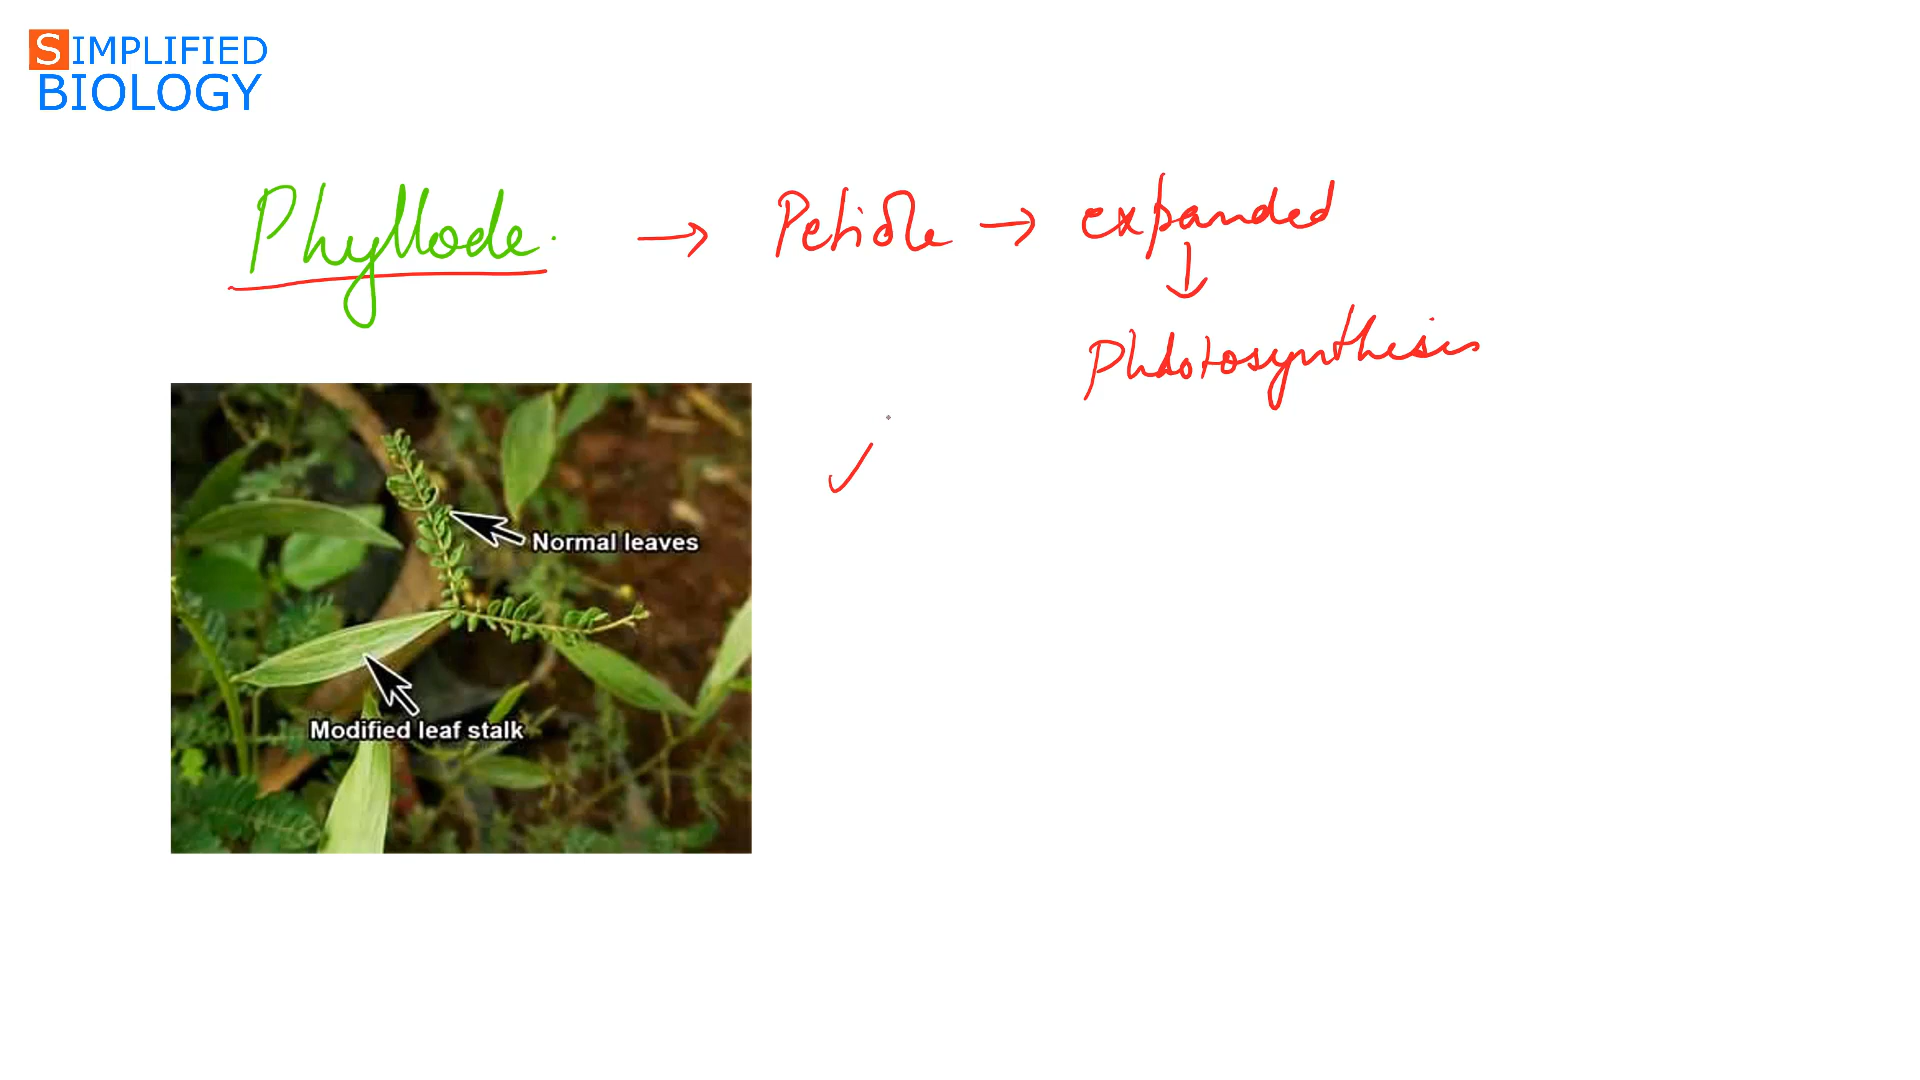 SIMPLIFIED
BIOLOGY
Phyllode. → Petiole → expanded
↓
Photosynthesis
✓
Normal leaves
Modified leaf stalk